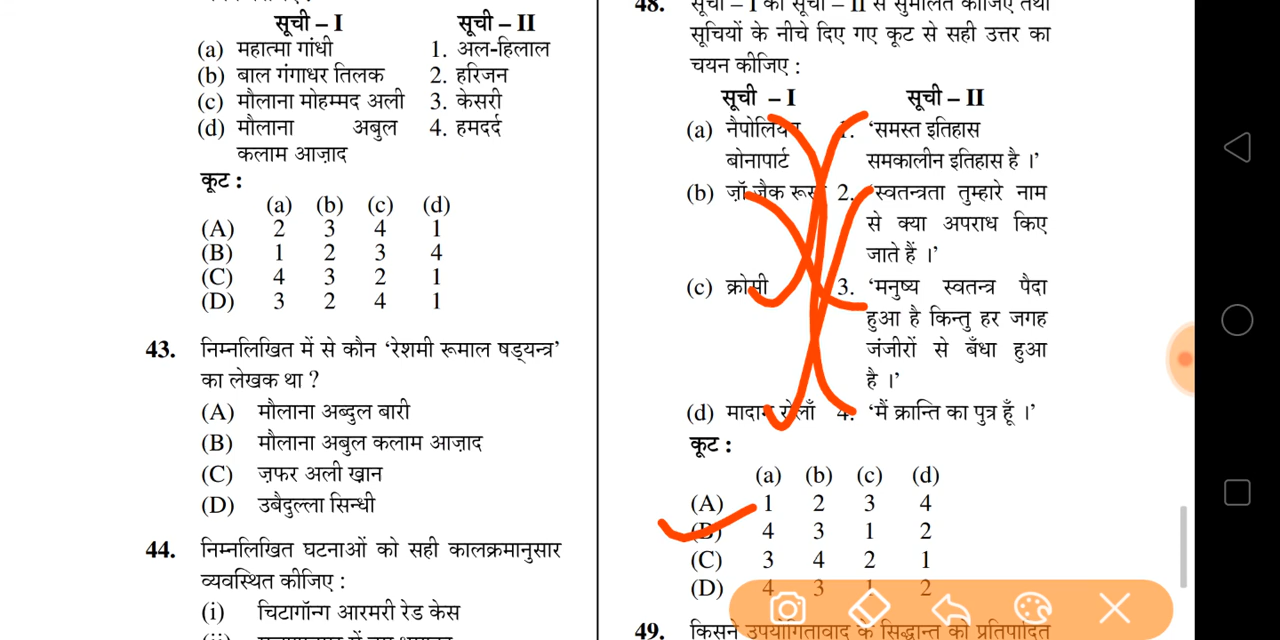 सूची – I सूची – II
(a) महात्मा गांधी 1. अल-हिलाल
(b) बाल गंगाधर तिलक 2. हरिजन
(c) मौलाना मोहम्मद अली 3. केसरी
(d) मौलाना अबुल 4. हमदर्द
कलाम आज़ाद
कूट :
(a) (b) (c) (d)
(A) 2 3 4 1
(B) 1 2 3 4
(C) 4 3 2 1
(D) 3 2 4 1
43. निम्नलिखित में से कौन ‘रेशमी रूमाल षड्यन्त्र’
का लेखक था ?
(A) मौलाना अब्दुल बारी
(B) मौलाना अबुल कलाम आज़ाद
(C) ज़फर अली ख़ान
(D) उबैदुल्ला सिन्धी
44. निम्नलिखित घटनाओं को सही कालक्रमानुसार
व्यवस्थित कीजिए :
(i) चिटागॉन्ग आरमरी रेड केस
48. सूची – I को सूची – II से सुमेलित कीजिए तथा
सूचियों के नीचे दिए गए कूट से सही उत्तर का
चयन कीजिए :
सूची – I सूची – II
(a) नैपोलियन 1. ‘समस्त इतिहास
बोनापार्ट समकालीन इतिहास है ।’
(b) ज़ॉ जैक रूसो 2. ‘स्वतन्त्रता तुम्हारे नाम
से क्या अपराध किए
जाते हैं ।’
(c) क्रोसी 3. ‘मनुष्य स्वतन्त्र पैदा
हुआ है किन्तु हर जगह
जंजीरों से बँधा हुआ
है ।’
(d) मादाम रोलाँ 4. ‘मैं क्रान्ति का पुत्र हूँ ।’
कूट :
(a) (b) (c) (d)
(A) 1 2 3 4
(B) 4 3 1 2
(C) 3 4 2 1
(D) 4 3 1 2
49. किसने उपयोगितावाद के सिद्धान्त को प्रतिपादित